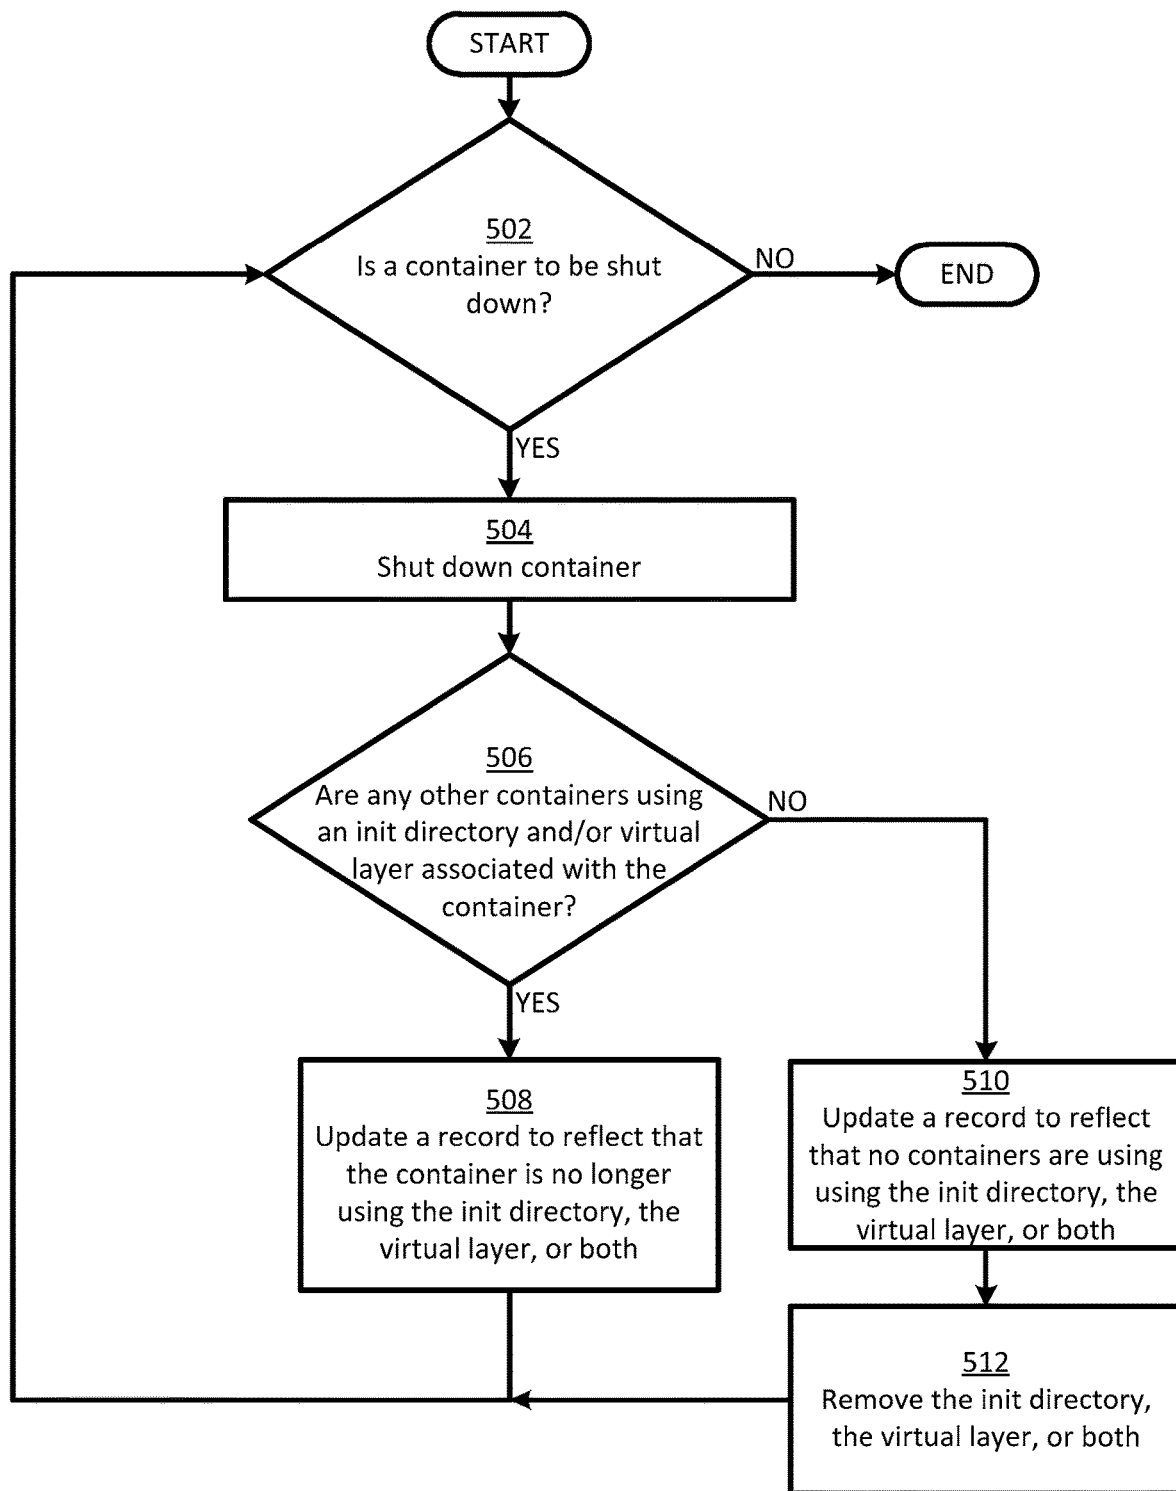 START
502
Is a container to be shut
down?
NO
END
YES
504
Shut down container
506
Are any other containers using
an init directory and/or virtual
layer associated with the
container?
NO
YES
508
Update a record to reflect that
the container is no longer
using the init directory, the
virtual layer, or both
510
Update a record to reflect
that no containers are using
using the init directory, the
virtual layer, or both
512
Remove the init directory,
the virtual layer, or both